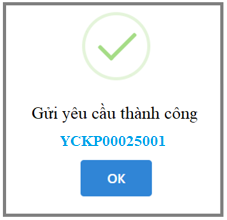 Gửi yêu cầu thành công
YCKP00025001
OK